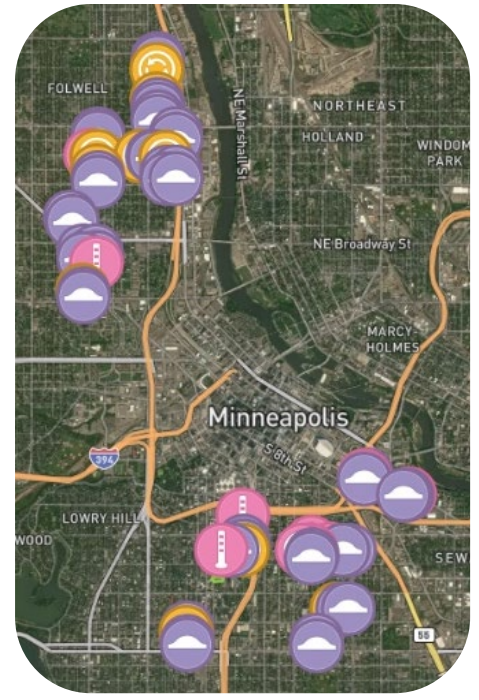 FOLWELL
NE Marshall St
NORTHEAST
HOLLAND
WINDOM
PARK
NE Broadway St
MARCY-
HOLMES
Minneapolis
S 8th St
394
LOWRY HILL
WOOD
SEW
55